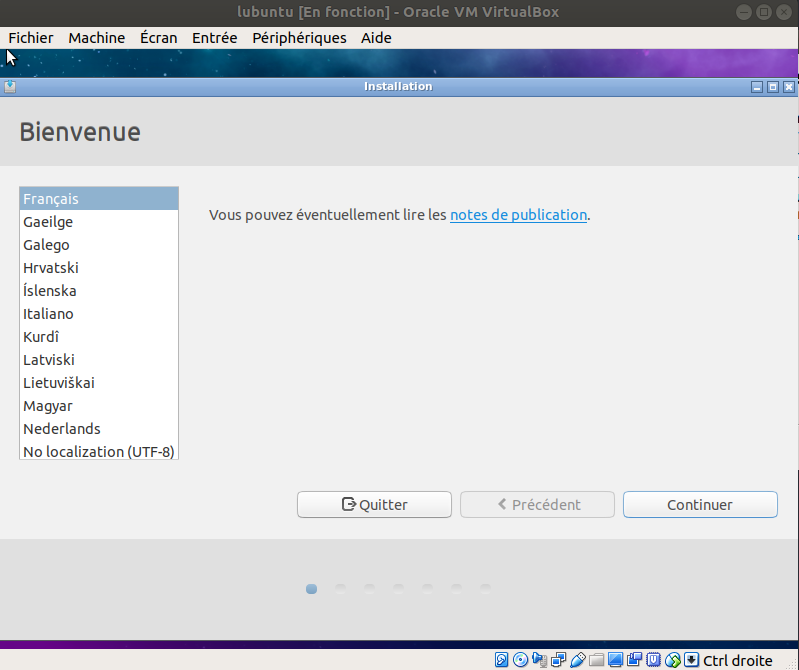 lubuntu [En fonction] - Oracle VM VirtualBox
Fichier Machine Écran Entrée Périphériques Aide
Installation
Bienvenue
Français
Vous pouvez éventuellement lire les notes de publication.
Gaeilge
Galego
Hrvatski
Íslenska
Italiano
Kurdî
Latviski
Lietuviškai
Magyar
Nederlands
No localization (UTF-8)
Quitter Précédent Continuer
Ctrl droite